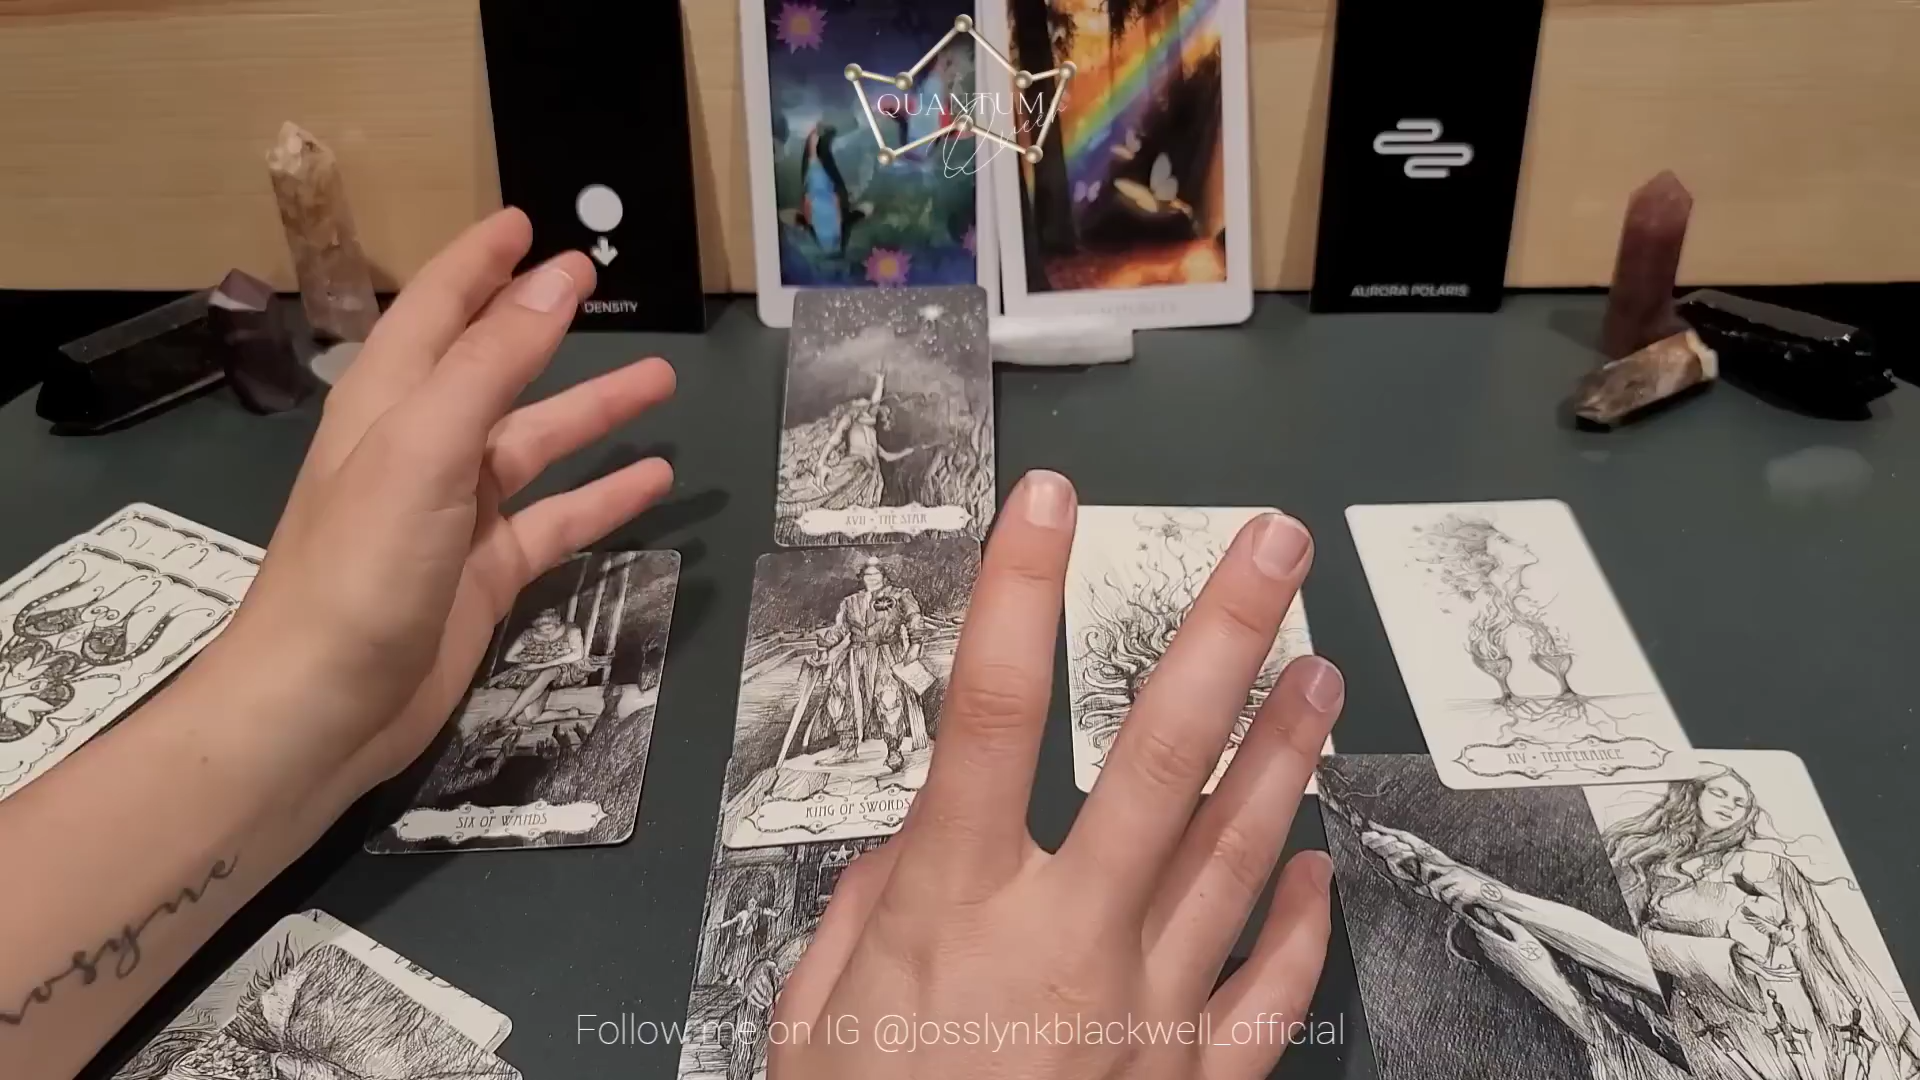 QUANTUM
Queen
DENSITY
AURORA POLARIS
XVII • THE STAR
XIV • TEMPERANCE
KING OF SWORDS
SIX OF WANDS
Follow me on IG @josslynkblackwell_official